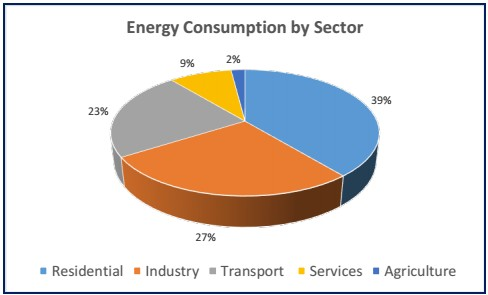 Energy Consumption by Sector
2%
9%
39%
23%
27%
Residential Industry Transport Services Agriculture